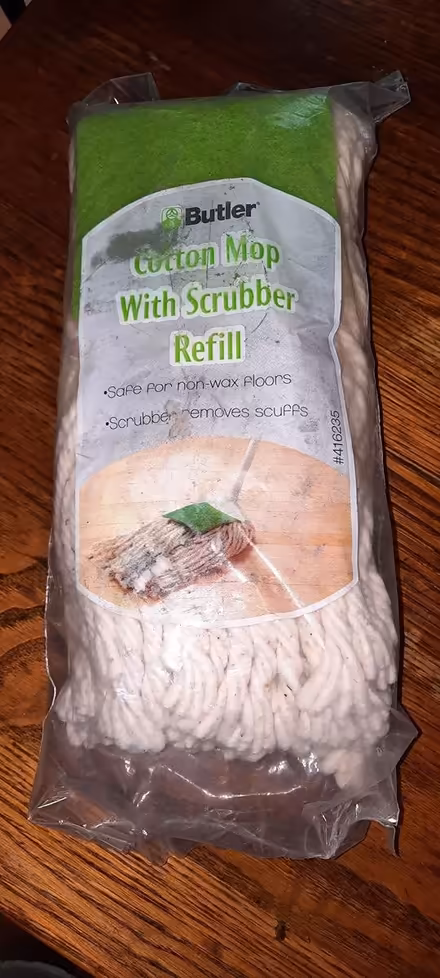 Butler
Cotton Mop
With Scrubber
Refill
•Safe for non-wax floors
•Scrubber removes scuffs
#416235